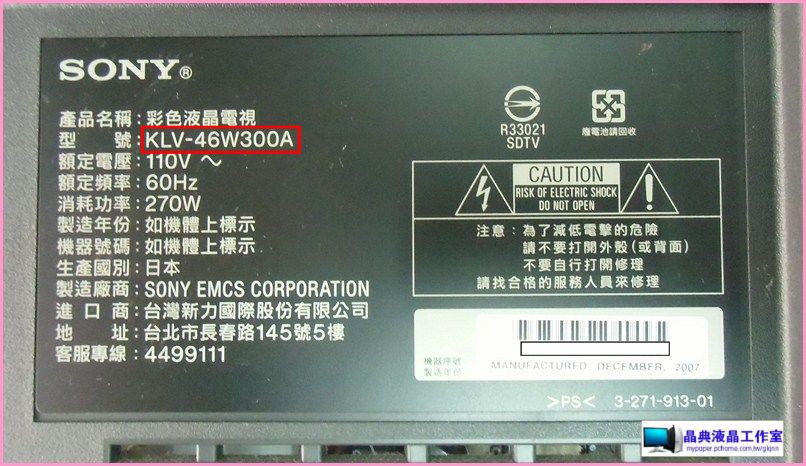 SONY®
產品名稱：彩色液晶電視
型　　號：KLV-46W300A
額定電壓：110V ～
額定頻率：60Hz
消耗功率：270W
製造年份：如機體上標示
機器號碼：如機體上標示
生產國別：日本
製造廠商：SONY EMCS CORPORATION
進 口 商：台灣新力國際股份有限公司
地　　址：台北市長春路145號5樓
客服專線：4499111
R33021
SDTV
廢電池請回收
CAUTION
RISK OF ELECTRIC SHOCK
DO NOT OPEN
注意：為了減低電擊的危險
請不要打開外殼(或背面)
不要自行打開修理
請找合格的服務人員來修理
機器序號
製造年份
MANUFACTURED DECEMBER, 2007
>PS< 3-271-913-01
晶典液晶工作室
mypaper.pchome.com.tw/gkjnn